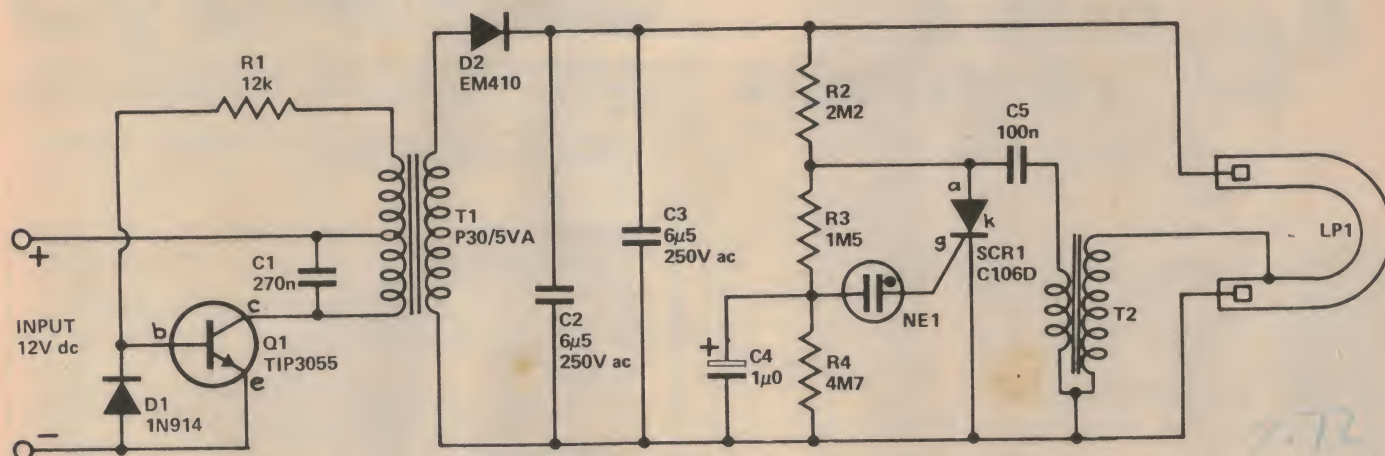 R1
12k
D2
EM410
R2
2M2
C5
100n
T1
P30/5VA
C3
6µ5
250V ac
R3
1M5
a
k
g
SCR1
C106D
LP1
+
C1
270n
INPUT
12V dc
b
c
Q1
TIP3055
e
C2
6µ5
250V ac
NE1
T2
+
C4
1µ0
R4
4M7
D1
1N914
−